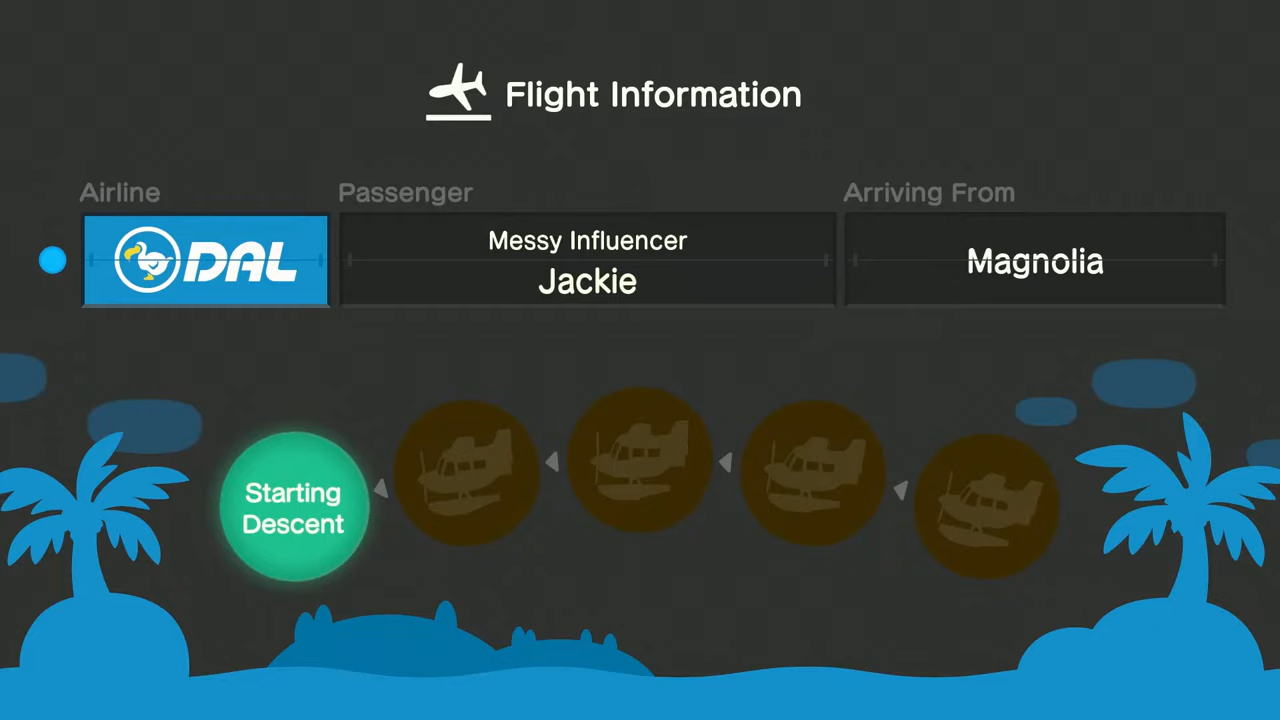 Flight Information
Airline
Passenger
Arriving From
DAL
Messy Influencer
Jackie
Magnolia
Starting
Descent